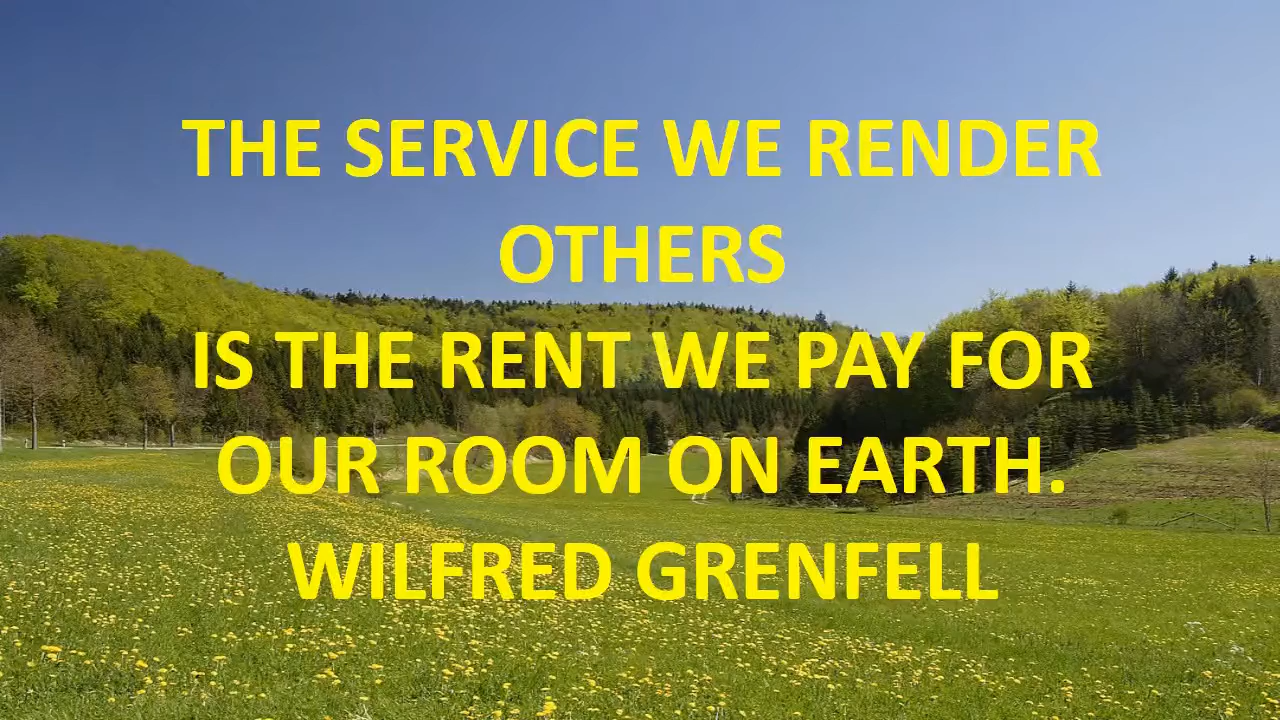 THE SERVICE WE RENDER
OTHERS
IS THE RENT WE PAY FOR
OUR ROOM ON EARTH.
WILFRED GRENFELL